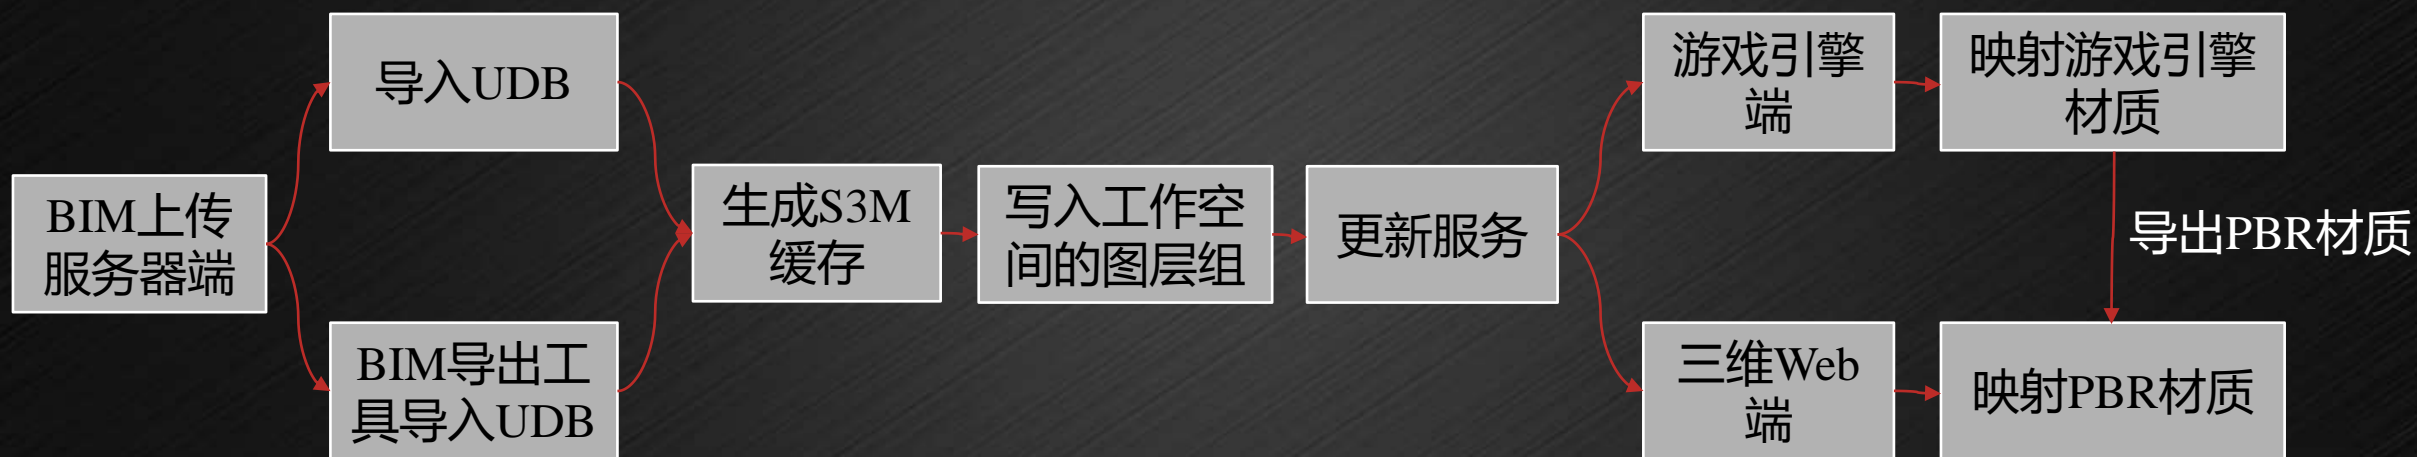 BIM上传
服务器端
导入UDB
BIM导出工
具导入UDB
生成S3M
缓存
写入工作空
间的图层组
更新服务
游戏引擎
端
映射游戏引擎
材质
导出PBR材质
三维Web
端
映射PBR材质